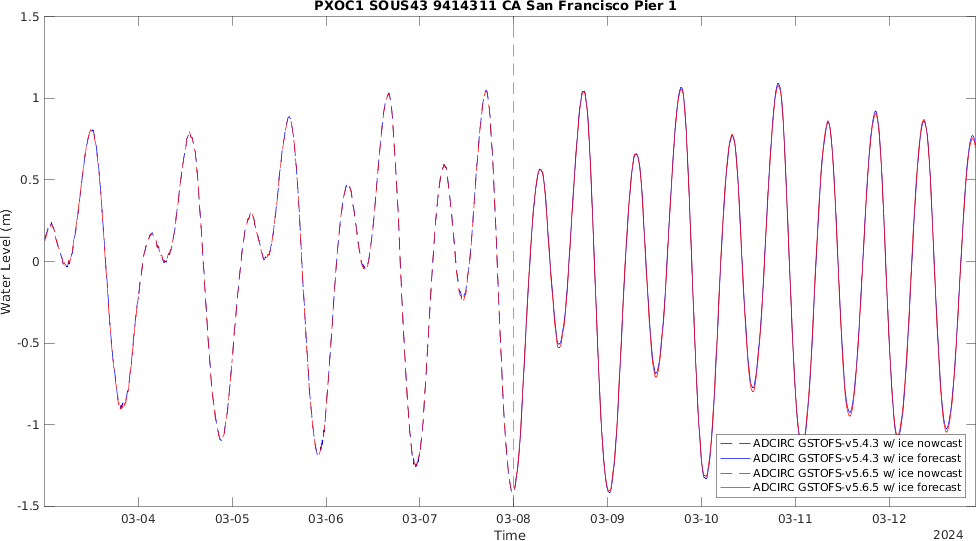 PXOC1 SOUS43 9414311 CA San Francisco Pier 1
1.5
1
0.5
0
-0.5
-1
-1.5
Water Level (m)
03-04 03-05 03-06 03-07 03-08 03-09 03-10 03-11 03-12
Time
2024
ADCIRC GSTOFS-v5.4.3 w/ ice nowcast
ADCIRC GSTOFS-v5.4.3 w/ ice forecast
ADCIRC GSTOFS-v5.6.5 w/ ice nowcast
ADCIRC GSTOFS-v5.6.5 w/ ice forecast